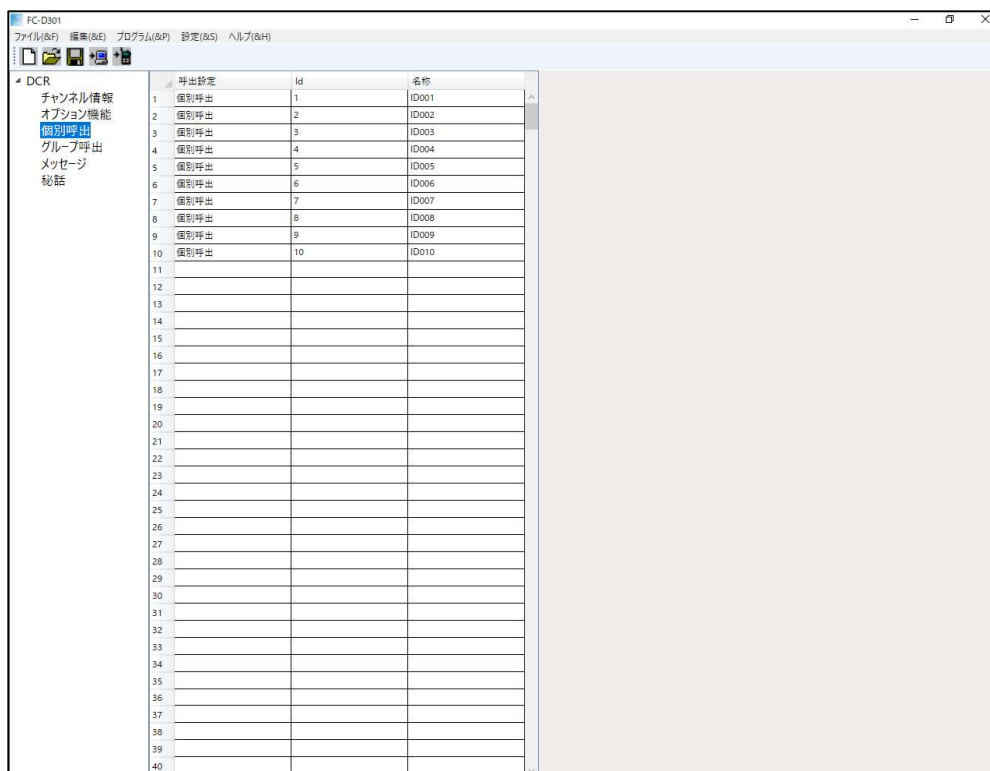 FC-D301
ファイル(&F) 編集(&E) プログラム(&P) 設定(&S) ヘルプ(&H)
DCR
チャンネル情報
オプション機能
個別呼出
グループ呼出
メッセージ
秘話
呼出設定 Id 名称
1 個別呼出 1 ID001
2 個別呼出 2 ID002
3 個別呼出 3 ID003
4 個別呼出 4 ID004
5 個別呼出 5 ID005
6 個別呼出 6 ID006
7 個別呼出 7 ID007
8 個別呼出 8 ID008
9 個別呼出 9 ID009
10 個別呼出 10 ID010
11
12
13
14
15
16
17
18
19
20
21
22
23
24
25
26
27
28
29
30
31
32
33
34
35
36
37
38
39
40